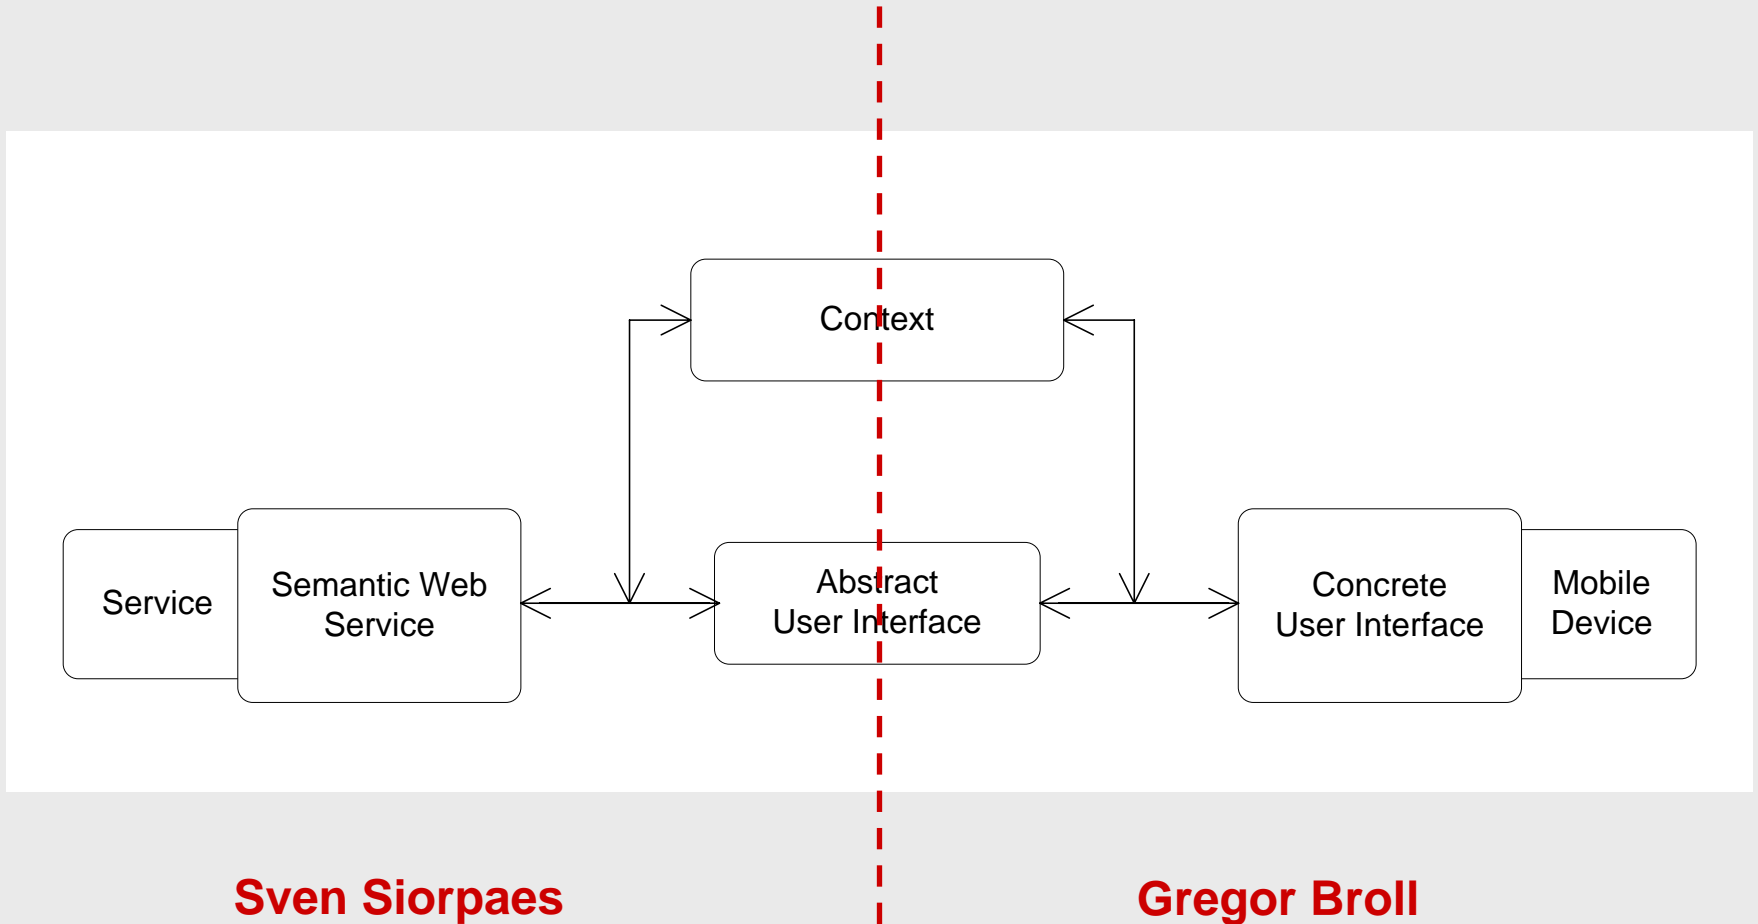 Context
Service
Semantic Web
Service
Abstract
User Interface
Concrete
User Interface
Mobile
Device
Sven Siorpaes
Gregor Broll